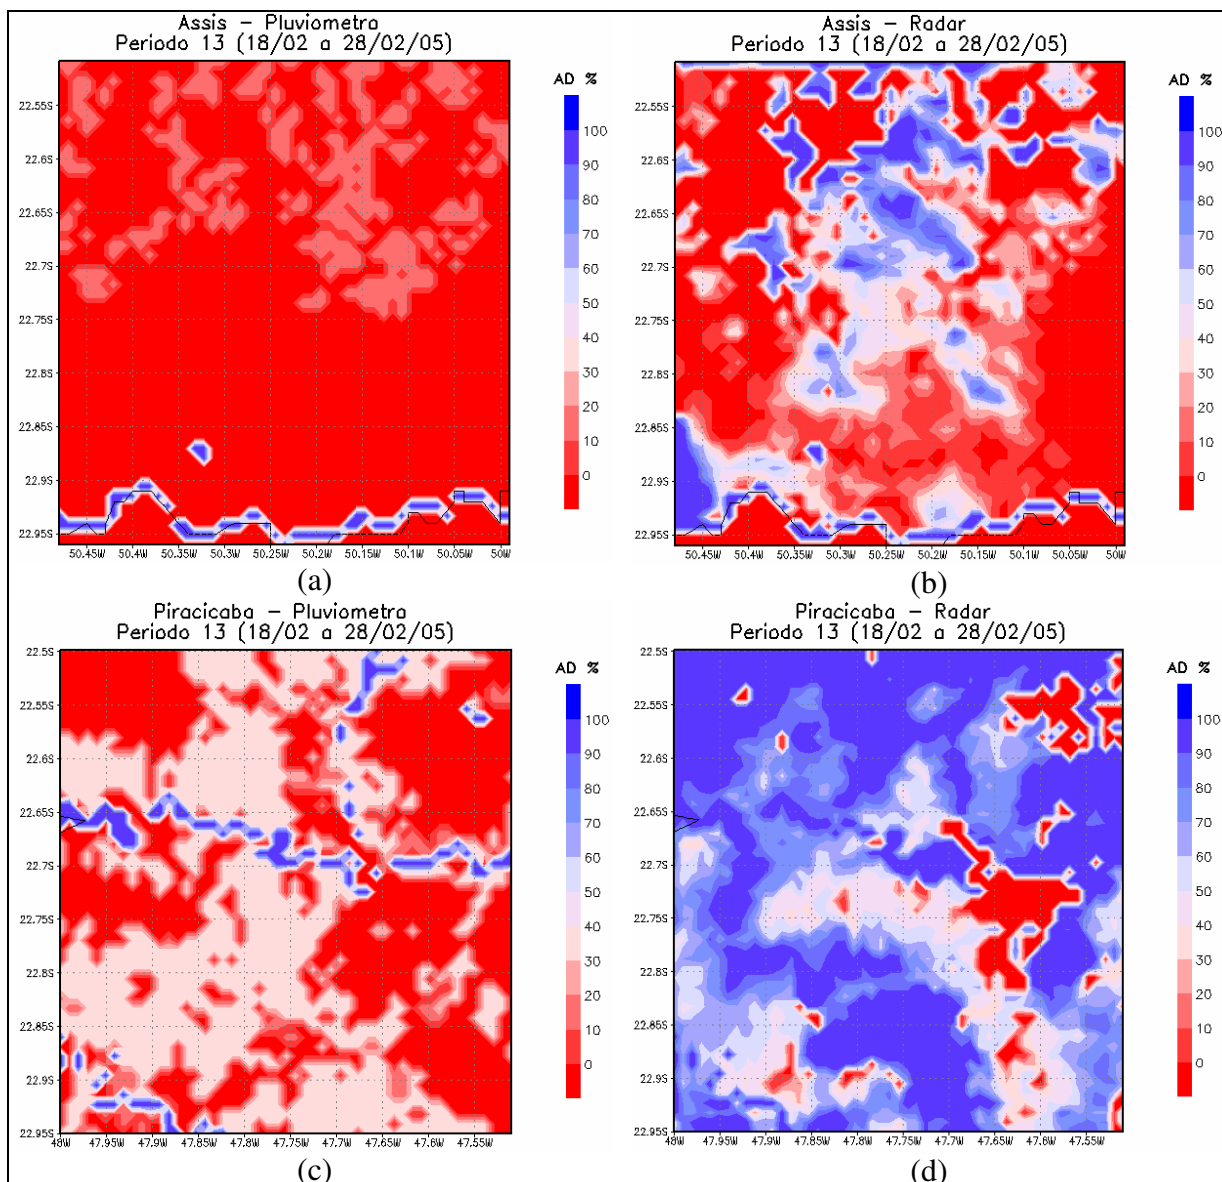 Assis – Pluviometro
Periodo 13 (18/02 a 28/02/05)
AD %
100
90
80
70
60
50
40
30
20
10
0
22.55S
22.6S
22.65S
22.7S
22.75S
22.8S
22.85S
22.9S
22.95S
50.45W 50.4W 50.35W 50.3W 50.25W 50.2W 50.15W 50.1W 50.05W 50W
(a)
Assis – Radar
Periodo 13 (18/02 a 28/02/05)
AD %
100
90
80
70
60
50
40
30
20
10
0
22.55S
22.6S
22.65S
22.7S
22.75S
22.8S
22.85S
22.9S
22.95S
50.45W 50.4W 50.35W 50.3W 50.25W 50.2W 50.15W 50.1W 50.05W 50W
(b)
Piracicaba – Pluviometro
Periodo 13 (18/02 a 28/02/05)
AD %
100
90
80
70
60
50
40
30
20
10
0
22.5S
22.55S
22.6S
22.65S
22.7S
22.75S
22.8S
22.85S
22.9S
22.95S
48W 47.95W 47.9W 47.85W 47.8W 47.75W 47.7W 47.65W 47.6W 47.55W
(c)
Piracicaba – Radar
Periodo 13 (18/02 a 28/02/05)
AD %
100
90
80
70
60
50
40
30
20
10
0
22.5S
22.55S
22.6S
22.65S
22.7S
22.75S
22.8S
22.85S
22.9S
22.95S
48W 47.95W 47.9W 47.85W 47.8W 47.75W 47.7W 47.65W 47.6W 47.55W
(d)